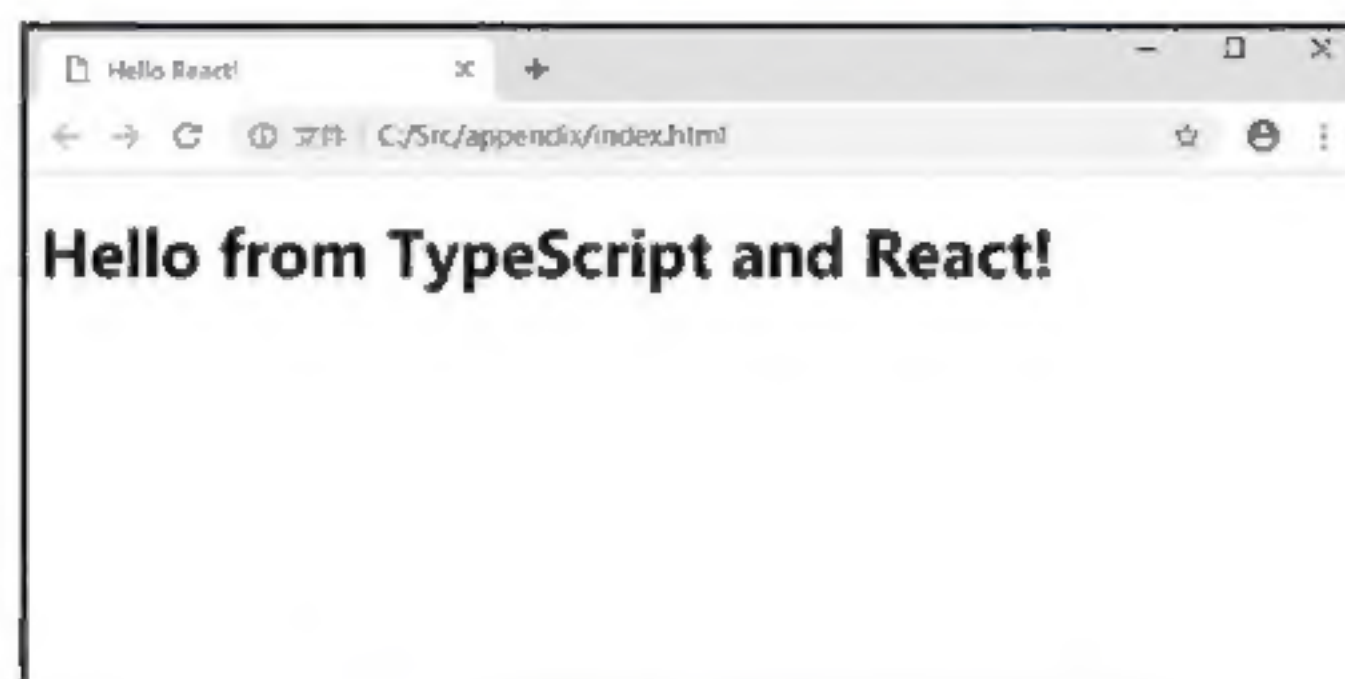 Hello React!
文件 | C:/Src/appendix/index.html
Hello from TypeScript and React!